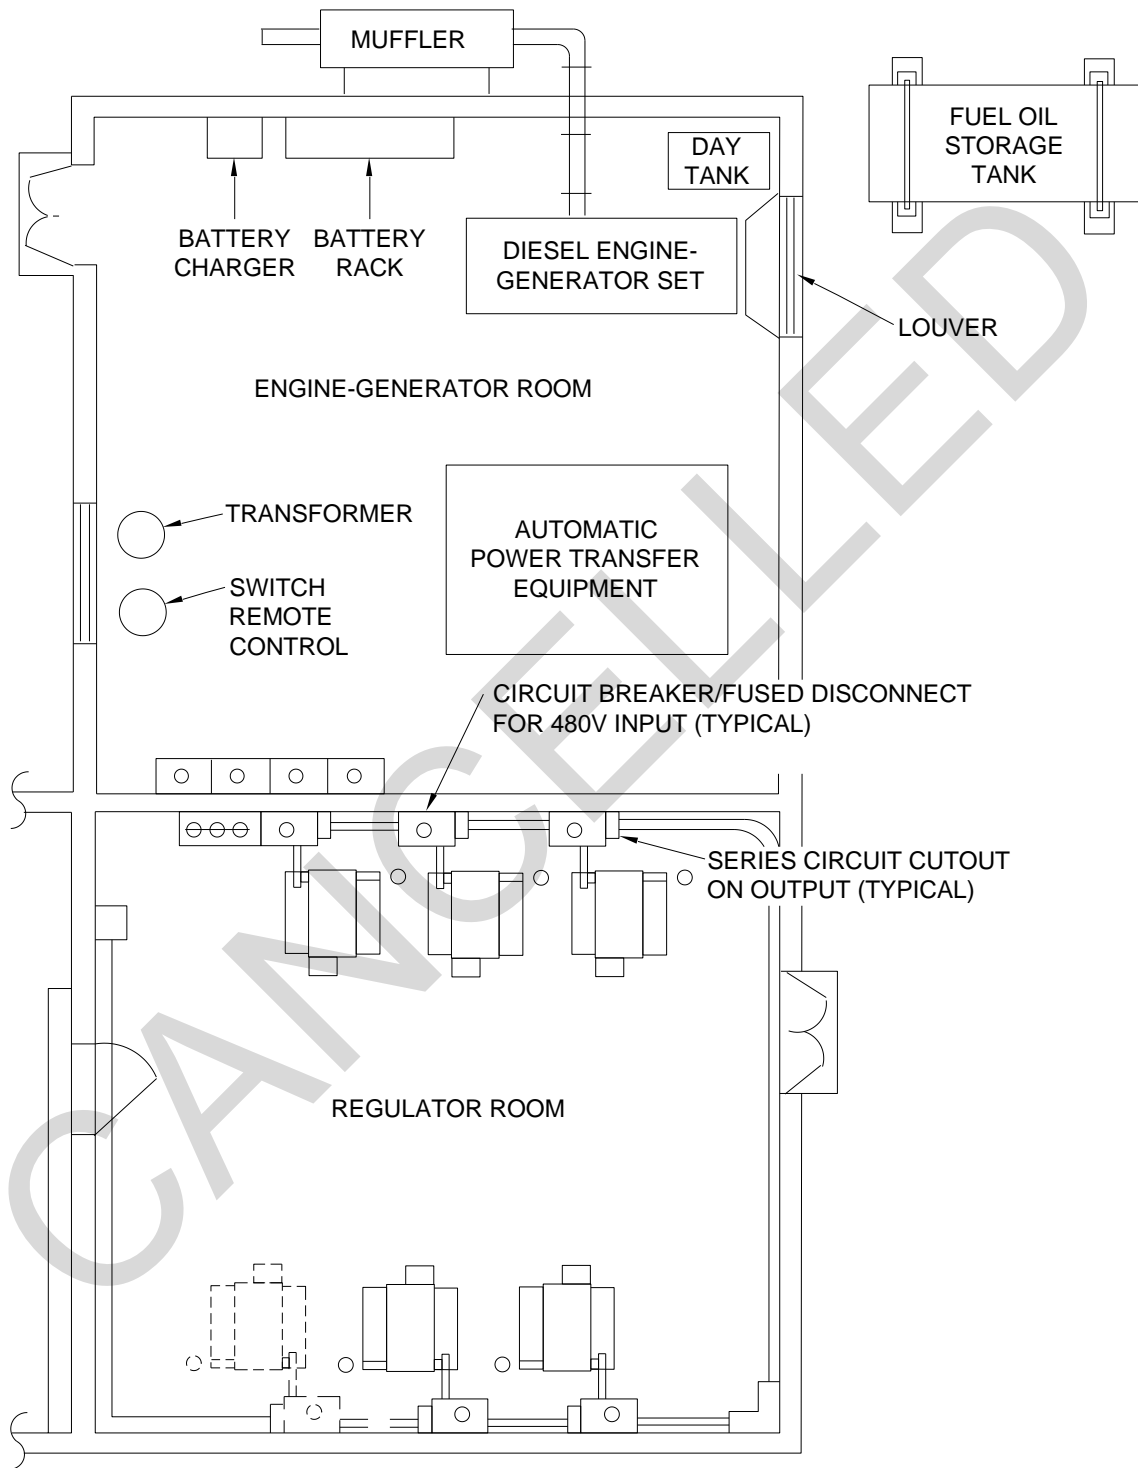 MUFFLER
FUEL OIL
STORAGE
TANK
DAY
TANK
BATTERY
CHARGER
BATTERY
RACK
DIESEL ENGINE-
GENERATOR SET
LOUVER
ENGINE-GENERATOR ROOM
TRANSFORMER
AUTOMATIC
POWER TRANSFER
EQUIPMENT
SWITCH
REMOTE
CONTROL
CIRCUIT BREAKER/FUSED DISCONNECT
FOR 480V INPUT (TYPICAL)
SERIES CIRCUIT CUTOUT
ON OUTPUT (TYPICAL)
REGULATOR ROOM
CANCELLED